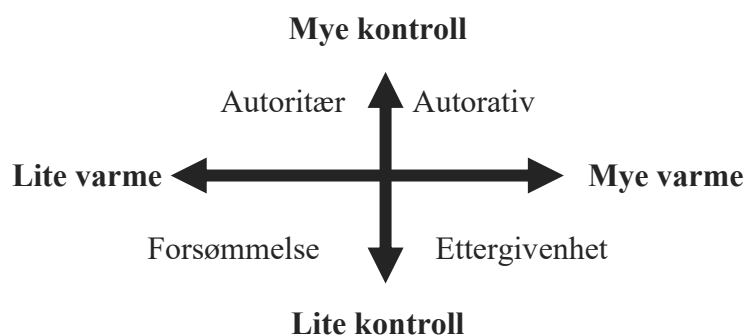 Mye kontroll
Autoritær Autorativ
Lite varme Mye varme
Forsømmelse Ettergivenhet
Lite kontroll